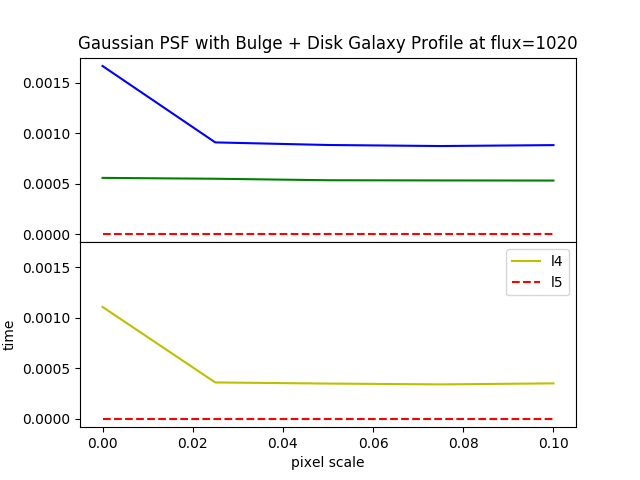 Gaussian PSF with Bulge + Disk Galaxy Profile at flux=1020
0.0015
0.0010
0.0005
0.0000
l4
l5
0.0015
0.0010
0.0005
0.0000
time
0.00 0.02 0.04 0.06 0.08 0.10
pixel scale